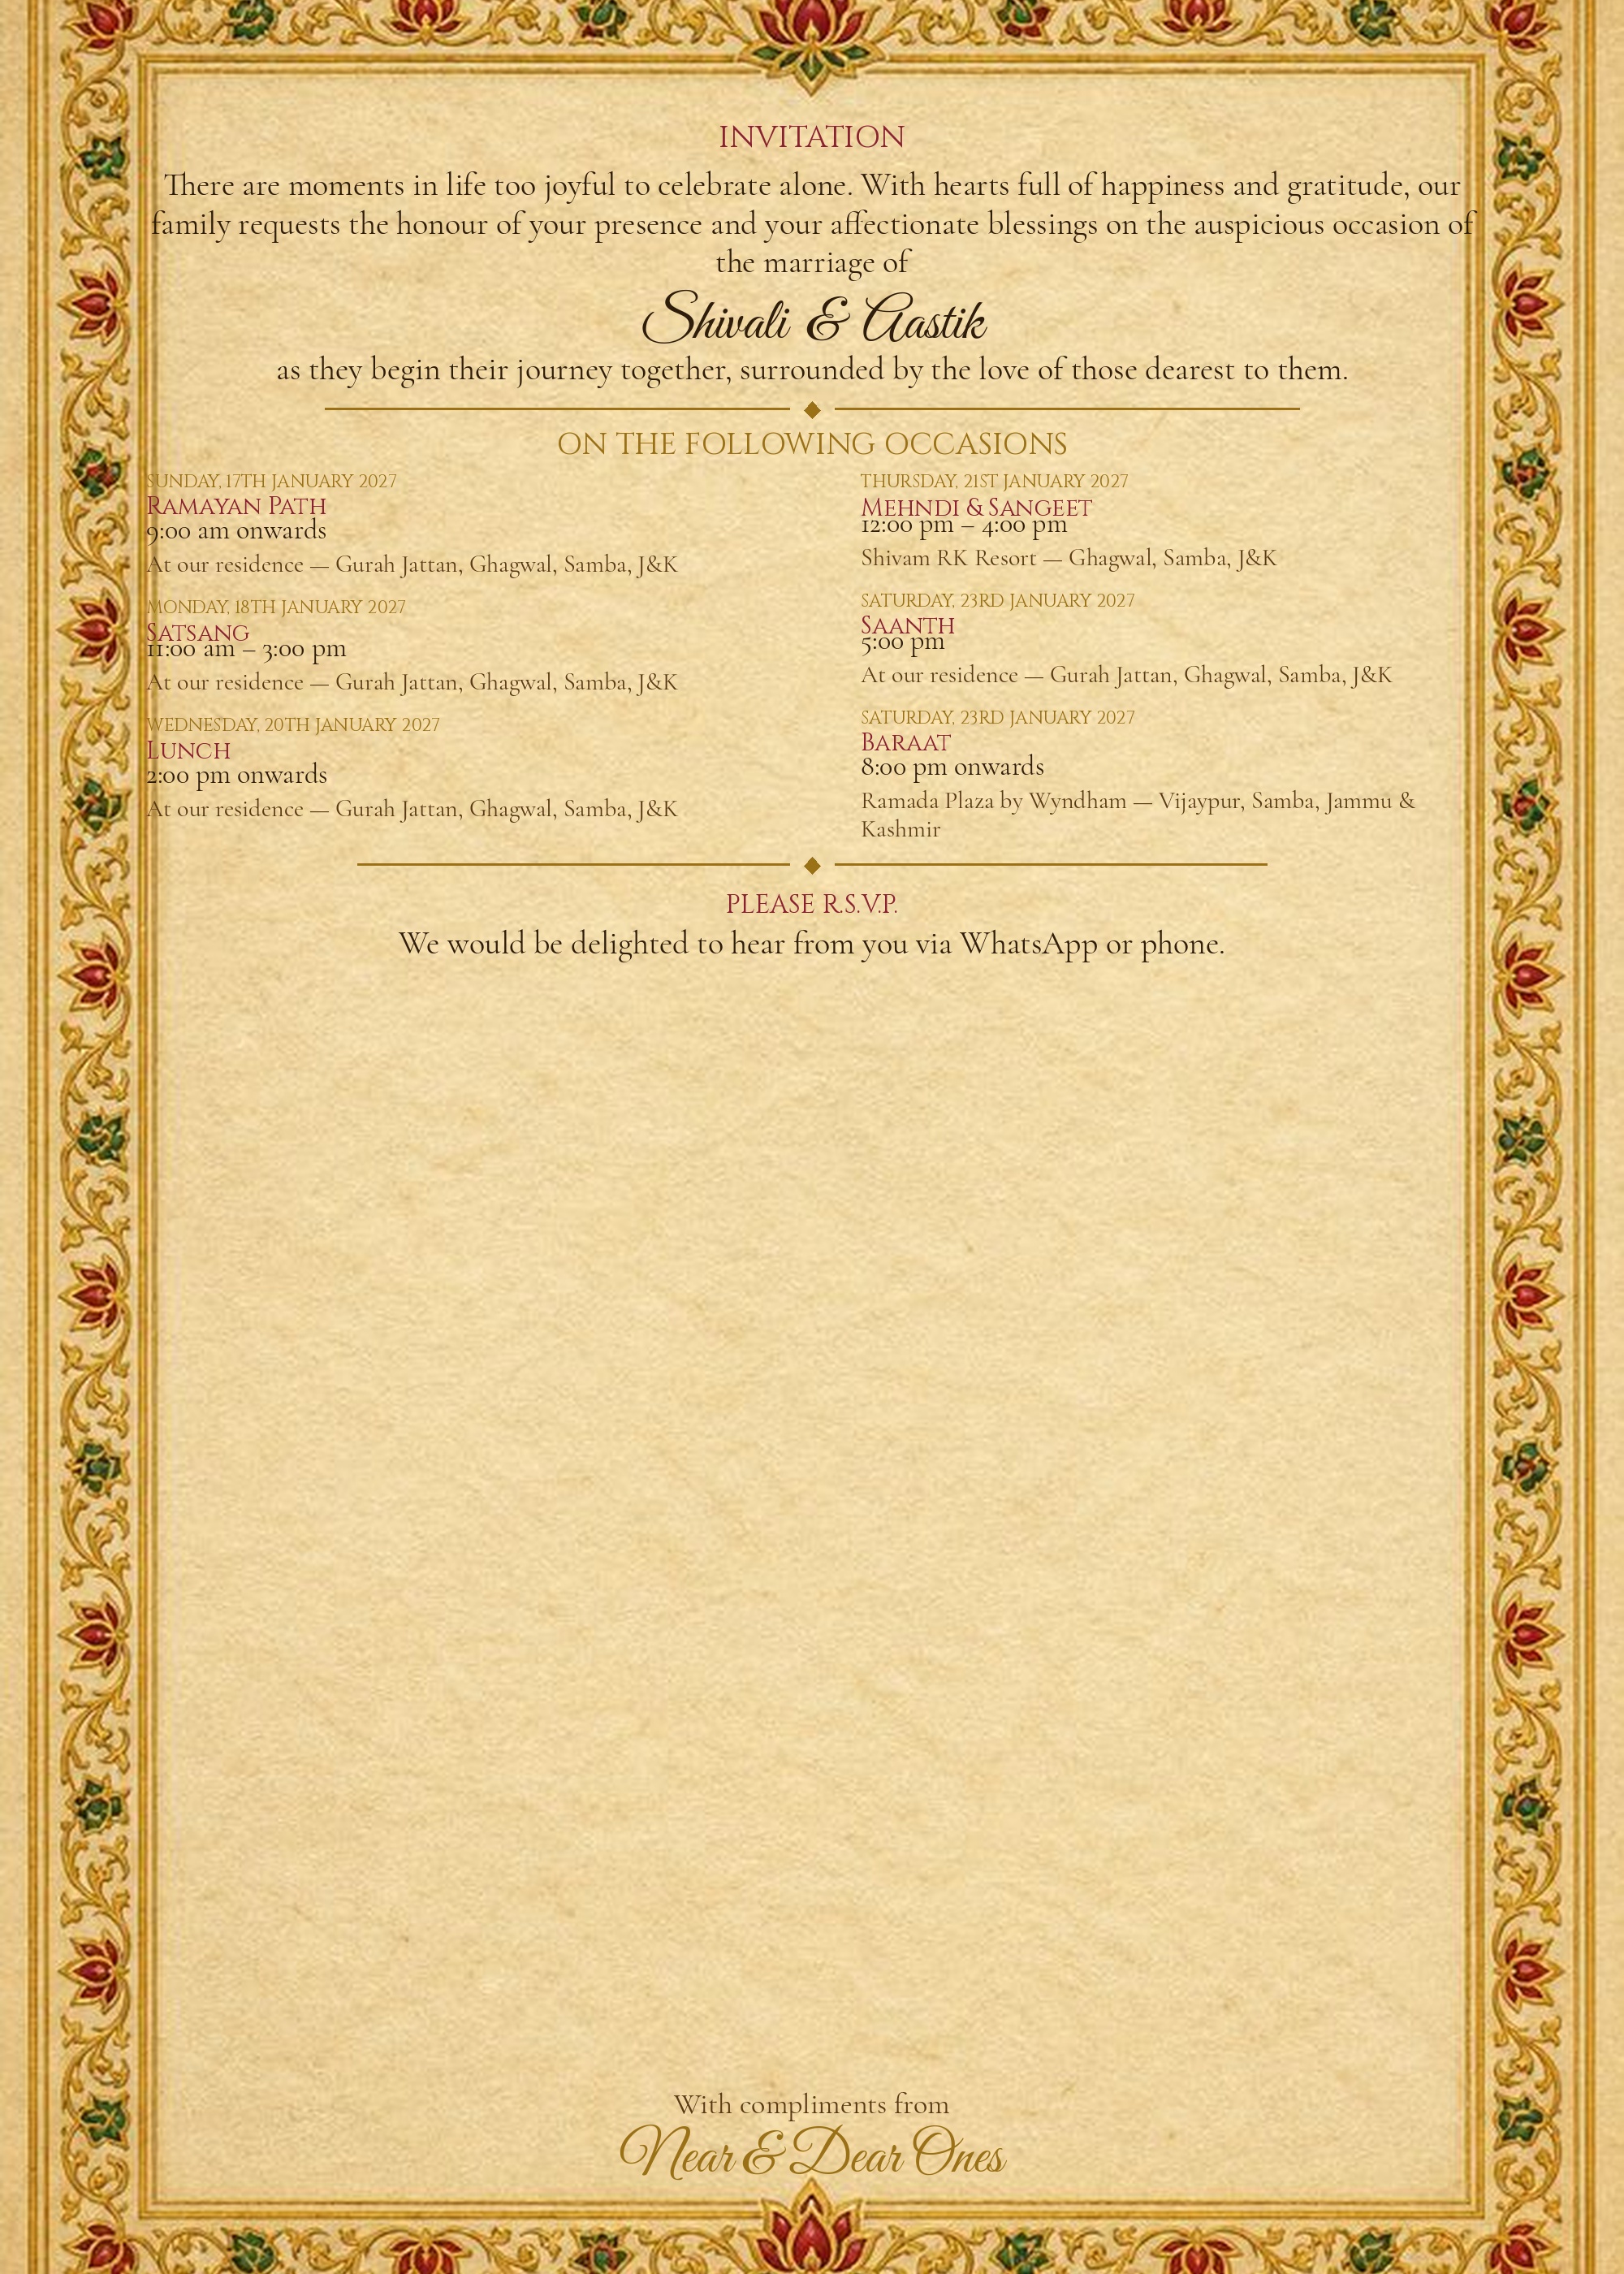 INVITATION
There are moments in life too joyful to celebrate alone. With hearts full of happiness and gratitude, our
family requests the honour of your presence and your affectionate blessings on the auspicious occasion of
the marriage of
Shivali & Aastik
as they begin their journey together, surrounded by the love of those dearest to them.
ON THE FOLLOWING OCCASIONS
SUNDAY, 17TH JANUARY 2027
RAMAYAN PATH
9:00 am onwards
At our residence — Gurah Jattan, Ghagwal, Samba, J&K
MONDAY, 18TH JANUARY 2027
SATSANG
11:00 am – 3:00 pm
At our residence — Gurah Jattan, Ghagwal, Samba, J&K
WEDNESDAY, 20TH JANUARY 2027
LUNCH
2:00 pm onwards
At our residence — Gurah Jattan, Ghagwal, Samba, J&K
THURSDAY, 21ST JANUARY 2027
MEHNDI & SANGEET
12:00 pm – 4:00 pm
Shivam RK Resort — Ghagwal, Samba, J&K
SATURDAY, 23RD JANUARY 2027
SAANTH
5:00 pm
At our residence — Gurah Jattan, Ghagwal, Samba, J&K
SATURDAY, 23RD JANUARY 2027
BARAAT
8:00 pm onwards
Ramada Plaza by Wyndham — Vijaypur, Samba, Jammu &
Kashmir
PLEASE R.S.V.P.
We would be delighted to hear from you via WhatsApp or phone.
With compliments from
Near & Dear Ones